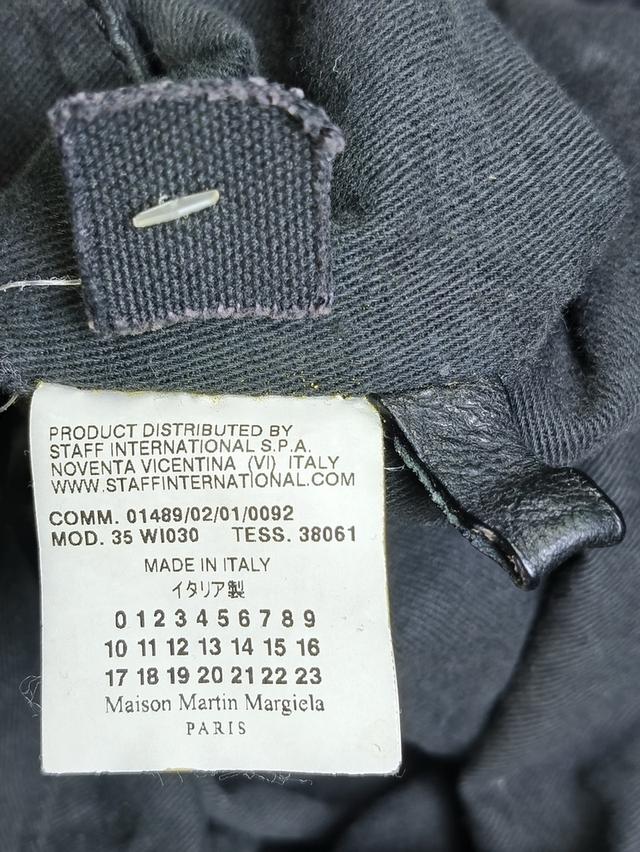 PRODUCT DISTRIBUTED BY
STAFF INTERNATIONAL S.P.A.
NOVENTA VICENTINA (VI) ITALY
WWW.STAFFINTERNATIONAL.COM
COMM. 01489/02/01/0092
MOD. 35 WI030 TESS. 38061
MADE IN ITALY
イタリア製
0 1 2 3 4 5 6 7 8 9
10 11 12 13 14 15 16
17 18 19 20 21 22 23
Maison Martin Margiela
PARIS